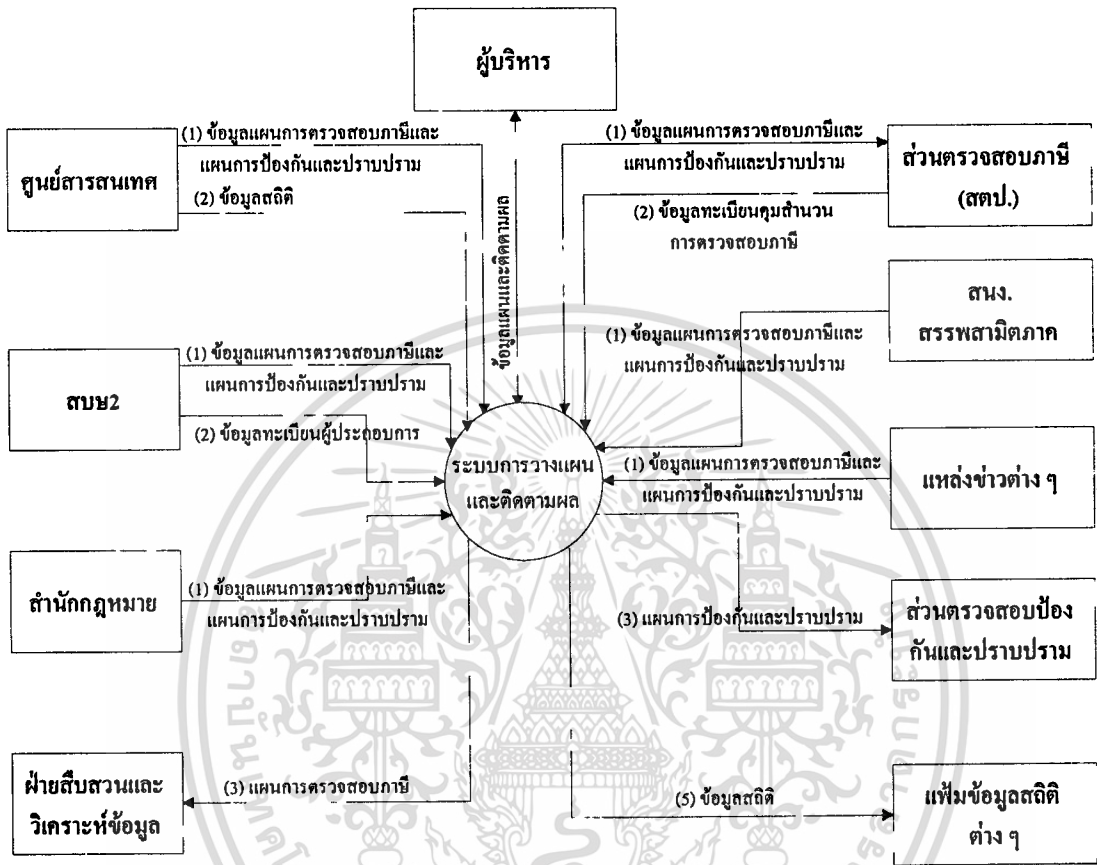 ผู้บริหาร
ศูนย์สารสนเทศ
(1) ข้อมูลแผนการตรวจสอบภาษีและ
แผนการป้องกันและปราบปราม
(2) ข้อมูลสถิติ
ข้อมูลแผนและติดตามผล
(1) ข้อมูลแผนการตรวจสอบภาษีและ
แผนการป้องกันและปราบปราม
(2) ข้อมูลทะเบียนคุมสำนวน
การตรวจสอบภาษี
ส่วนตรวจสอบภาษี
(สตป.)
สนง.
สรรพสามิตภาค
(1) ข้อมูลแผนการตรวจสอบภาษีและ
แผนการป้องกันและปราบปราม
สบษ2
(1) ข้อมูลแผนการตรวจสอบภาษีและ
แผนการป้องกันและปราบปราม
(2) ข้อมูลทะเบียนผู้ประกอบการ
ระบบการวางแผน
และติดตามผล
(1) ข้อมูลแผนการตรวจสอบภาษีและ
แผนการป้องกันและปราบปราม
แหล่งข่าวต่าง ๆ
สำนักกฎหมาย
(1) ข้อมูลแผนการตรวจสอบภาษีและ
แผนการป้องกันและปราบปราม
(3) แผนการป้องกันและปราบปราม
ส่วนตรวจสอบป้อง
กันและปราบปราม
ฝ่ายสืบสวนและ
วิเคราะห์ข้อมูล
(3) แผนการตรวจสอบภาษี
(5) ข้อมูลสถิติ
แฟ้มข้อมูลสถิติ
ต่าง ๆ